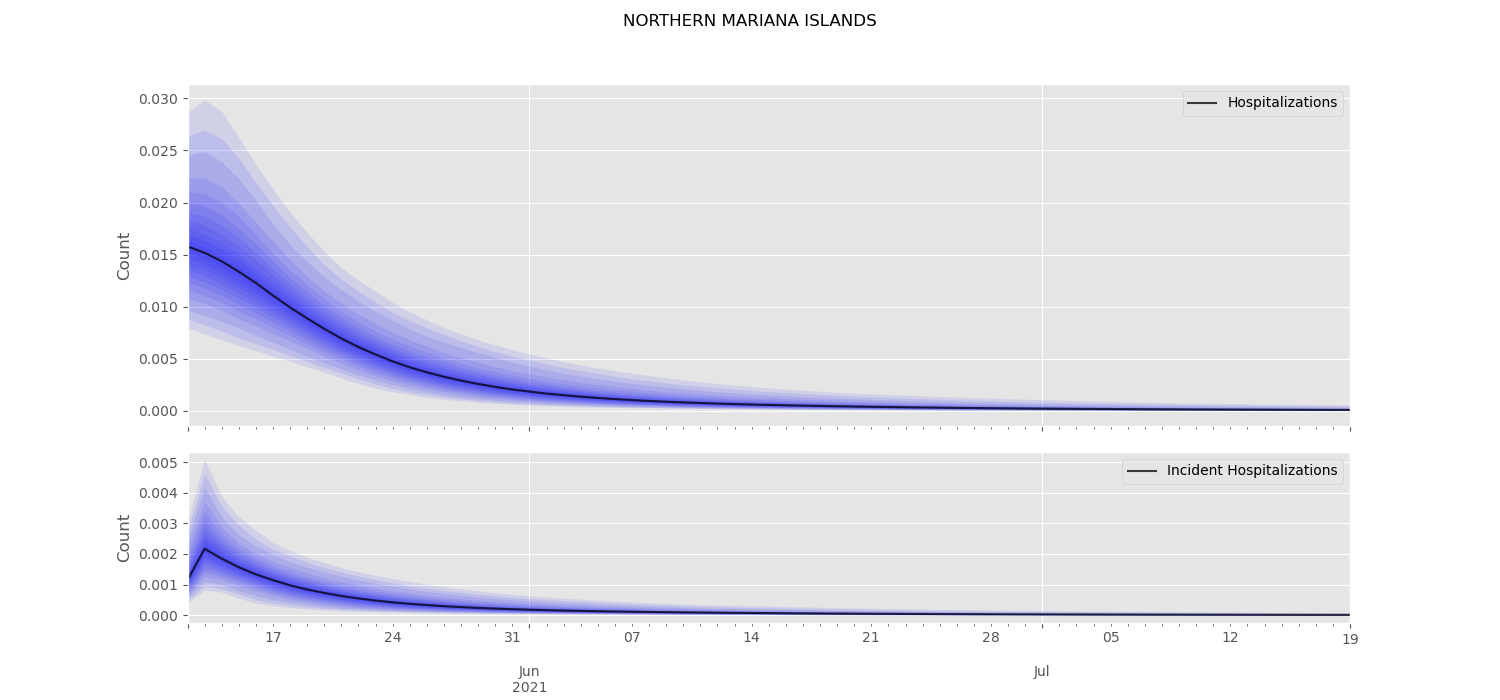 NORTHERN MARIANA ISLANDS
0.030
0.025
0.020
0.015
0.010
0.005
0.000
Count
Hospitalizations
0.005
0.004
0.003
0.002
0.001
0.000
Count
Incident Hospitalizations
17 24 31 07 14 21 28 05 12 19
Jun Jul
2021